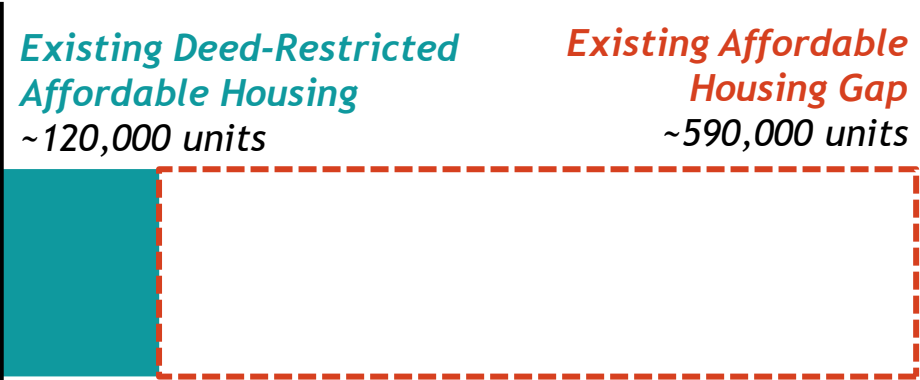 Existing Deed-Restricted
Affordable Housing
~120,000 units
Existing Affordable
Housing Gap
~590,000 units